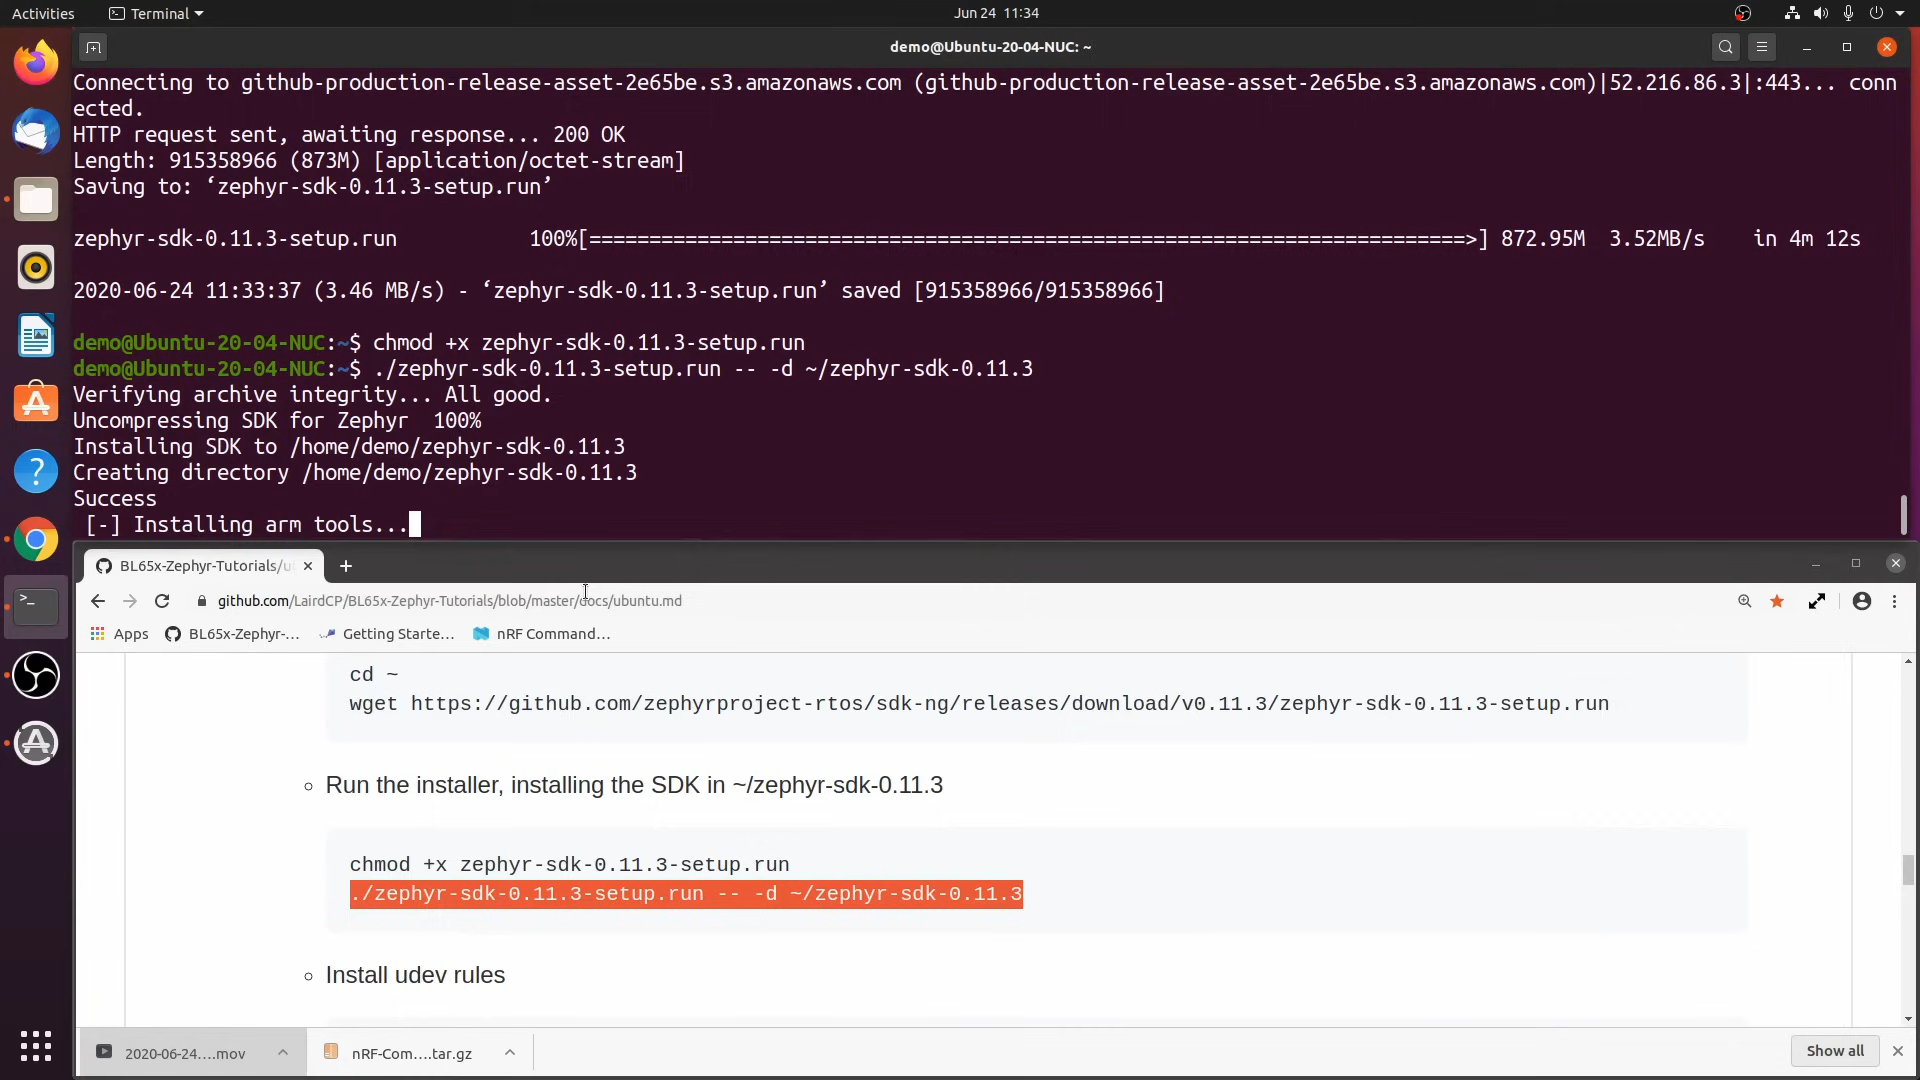 Activities
Terminal
Jun 24 11:34
demo@Ubuntu-20-04-NUC: ~
Connecting to github-production-release-asset-2e65be.s3.amazonaws.com (github-production-release-asset-2e65be.s3.amazonaws.com)|52.216.86.3|:443... conn
ected.
HTTP request sent, awaiting response... 200 OK
Length: 915358966 (873M) [application/octet-stream]
Saving to: ‘zephyr-sdk-0.11.3-setup.run’
zephyr-sdk-0.11.3-setup.run 100%[=========================================================================>] 872.95M 3.52MB/s in 4m 12s
2020-06-24 11:33:37 (3.46 MB/s) - ‘zephyr-sdk-0.11.3-setup.run’ saved [915358966/915358966]
demo@Ubuntu-20-04-NUC:~$ chmod +x zephyr-sdk-0.11.3-setup.run
demo@Ubuntu-20-04-NUC:~$ ./zephyr-sdk-0.11.3-setup.run -- -d ~/zephyr-sdk-0.11.3
Verifying archive integrity... All good.
Uncompressing SDK for Zephyr 100%
Installing SDK to /home/demo/zephyr-sdk-0.11.3
Creating directory /home/demo/zephyr-sdk-0.11.3
Success
[-] Installing arm tools...
BL65x-Zephyr-Tutorials/u
github.com/LairdCP/BL65x-Zephyr-Tutorials/blob/master/docs/ubuntu.md
Apps BL65x-Zephyr-... Getting Starte... nRF Command...
cd ~
wget https://github.com/zephyrproject-rtos/sdk-ng/releases/download/v0.11.3/zephyr-sdk-0.11.3-setup.run
Run the installer, installing the SDK in ~/zephyr-sdk-0.11.3
chmod +x zephyr-sdk-0.11.3-setup.run
./zephyr-sdk-0.11.3-setup.run -- -d ~/zephyr-sdk-0.11.3
Install udev rules
2020-06-24....mov
nRF-Com....tar.gz
Show all